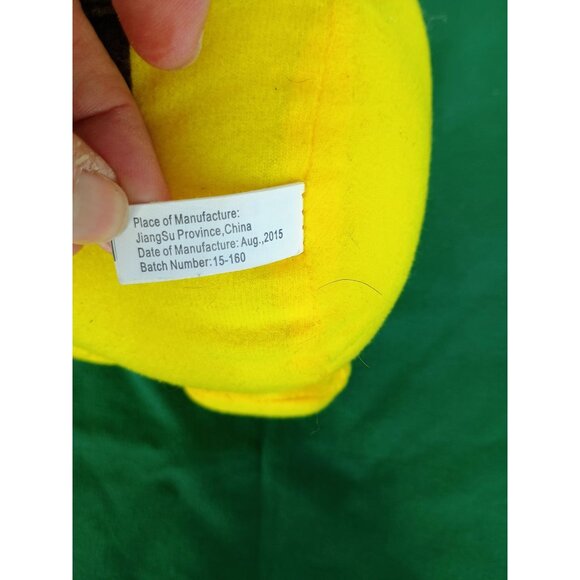 Place of Manufacture:
JiangSu Province,China
Date of Manufacture: Aug.,2015
Batch Number:15-160